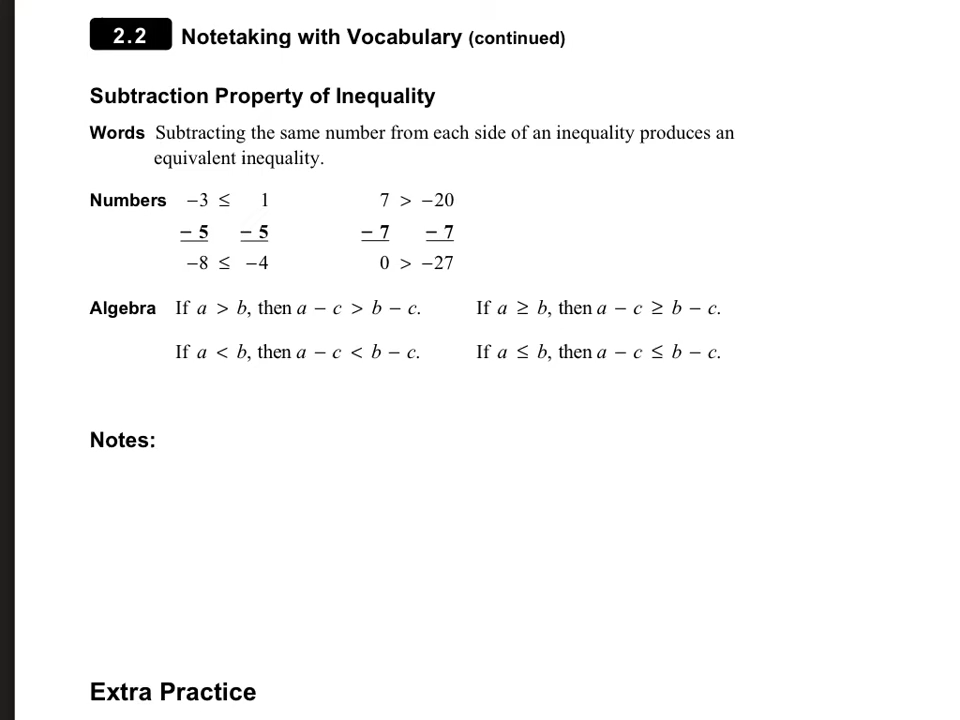 2.2 Notetaking with Vocabulary (continued)
Subtraction Property of Inequality
Words Subtracting the same number from each side of an inequality produces an
equivalent inequality.
Numbers −3 ≤ 1 7 > −20
− 5 − 5 − 7 − 7
−8 ≤ −4 0 > −27
Algebra If a > b, then a − c > b − c. If a ≥ b, then a − c ≥ b − c.
If a < b, then a − c < b − c. If a ≤ b, then a − c ≤ b − c.
Notes:
Extra Practice